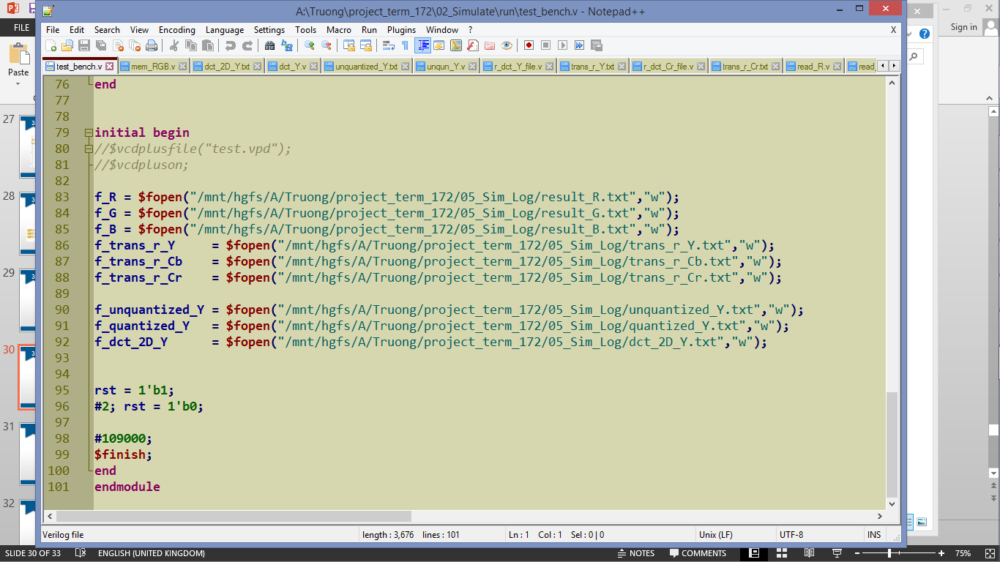 A:\Truong\project_term_172\02_Simulate\run\test_bench.v - Notepad++
FILE
Sign in
File Edit Search View Encoding Language Settings Tools Macro Run Plugins Window ? X
Paste
test_bench.v mem_RGB.v dct_2D_Y.txt dct_Y.v unquantized_Y.txt unqun_Y.v r_dct_Y_file.v trans_r_Y.txt r_dct_Cr_file.v trans_r_Cr.txt read_R.v read_
76 end
77
78
79 initial begin
80 //$vcdplusfile("test.vpd");
81 //$vcdpluson;
82
83 f_R = $fopen("/mnt/hgfs/A/Truong/project_term_172/05_Sim_Log/result_R.txt","w");
84 f_G = $fopen("/mnt/hgfs/A/Truong/project_term_172/05_Sim_Log/result_G.txt","w");
85 f_B = $fopen("/mnt/hgfs/A/Truong/project_term_172/05_Sim_Log/result_B.txt","w");
86 f_trans_r_Y = $fopen("/mnt/hgfs/A/Truong/project_term_172/05_Sim_Log/trans_r_Y.txt","w");
87 f_trans_r_Cb = $fopen("/mnt/hgfs/A/Truong/project_term_172/05_Sim_Log/trans_r_Cb.txt","w");
88 f_trans_r_Cr = $fopen("/mnt/hgfs/A/Truong/project_term_172/05_Sim_Log/trans_r_Cr.txt","w");
89
90 f_unquantized_Y = $fopen("/mnt/hgfs/A/Truong/project_term_172/05_Sim_Log/unquantized_Y.txt","w");
91 f_quantized_Y = $fopen("/mnt/hgfs/A/Truong/project_term_172/05_Sim_Log/quantized_Y.txt","w");
92 f_dct_2D_Y = $fopen("/mnt/hgfs/A/Truong/project_term_172/05_Sim_Log/dct_2D_Y.txt","w");
93
94
95 rst = 1'b1;
96 #2; rst = 1'b0;
97
98 #109000;
99 $finish;
100 end
101 endmodule
27
28
29
30
31
32
Verilog file length : 3,676 lines : 101 Ln : 1 Col : 1 Sel : 0 | 0 Unix (LF) UTF-8 INS
SLIDE 30 OF 33 ENGLISH (UNITED KINGDOM) NOTES COMMENTS 75%